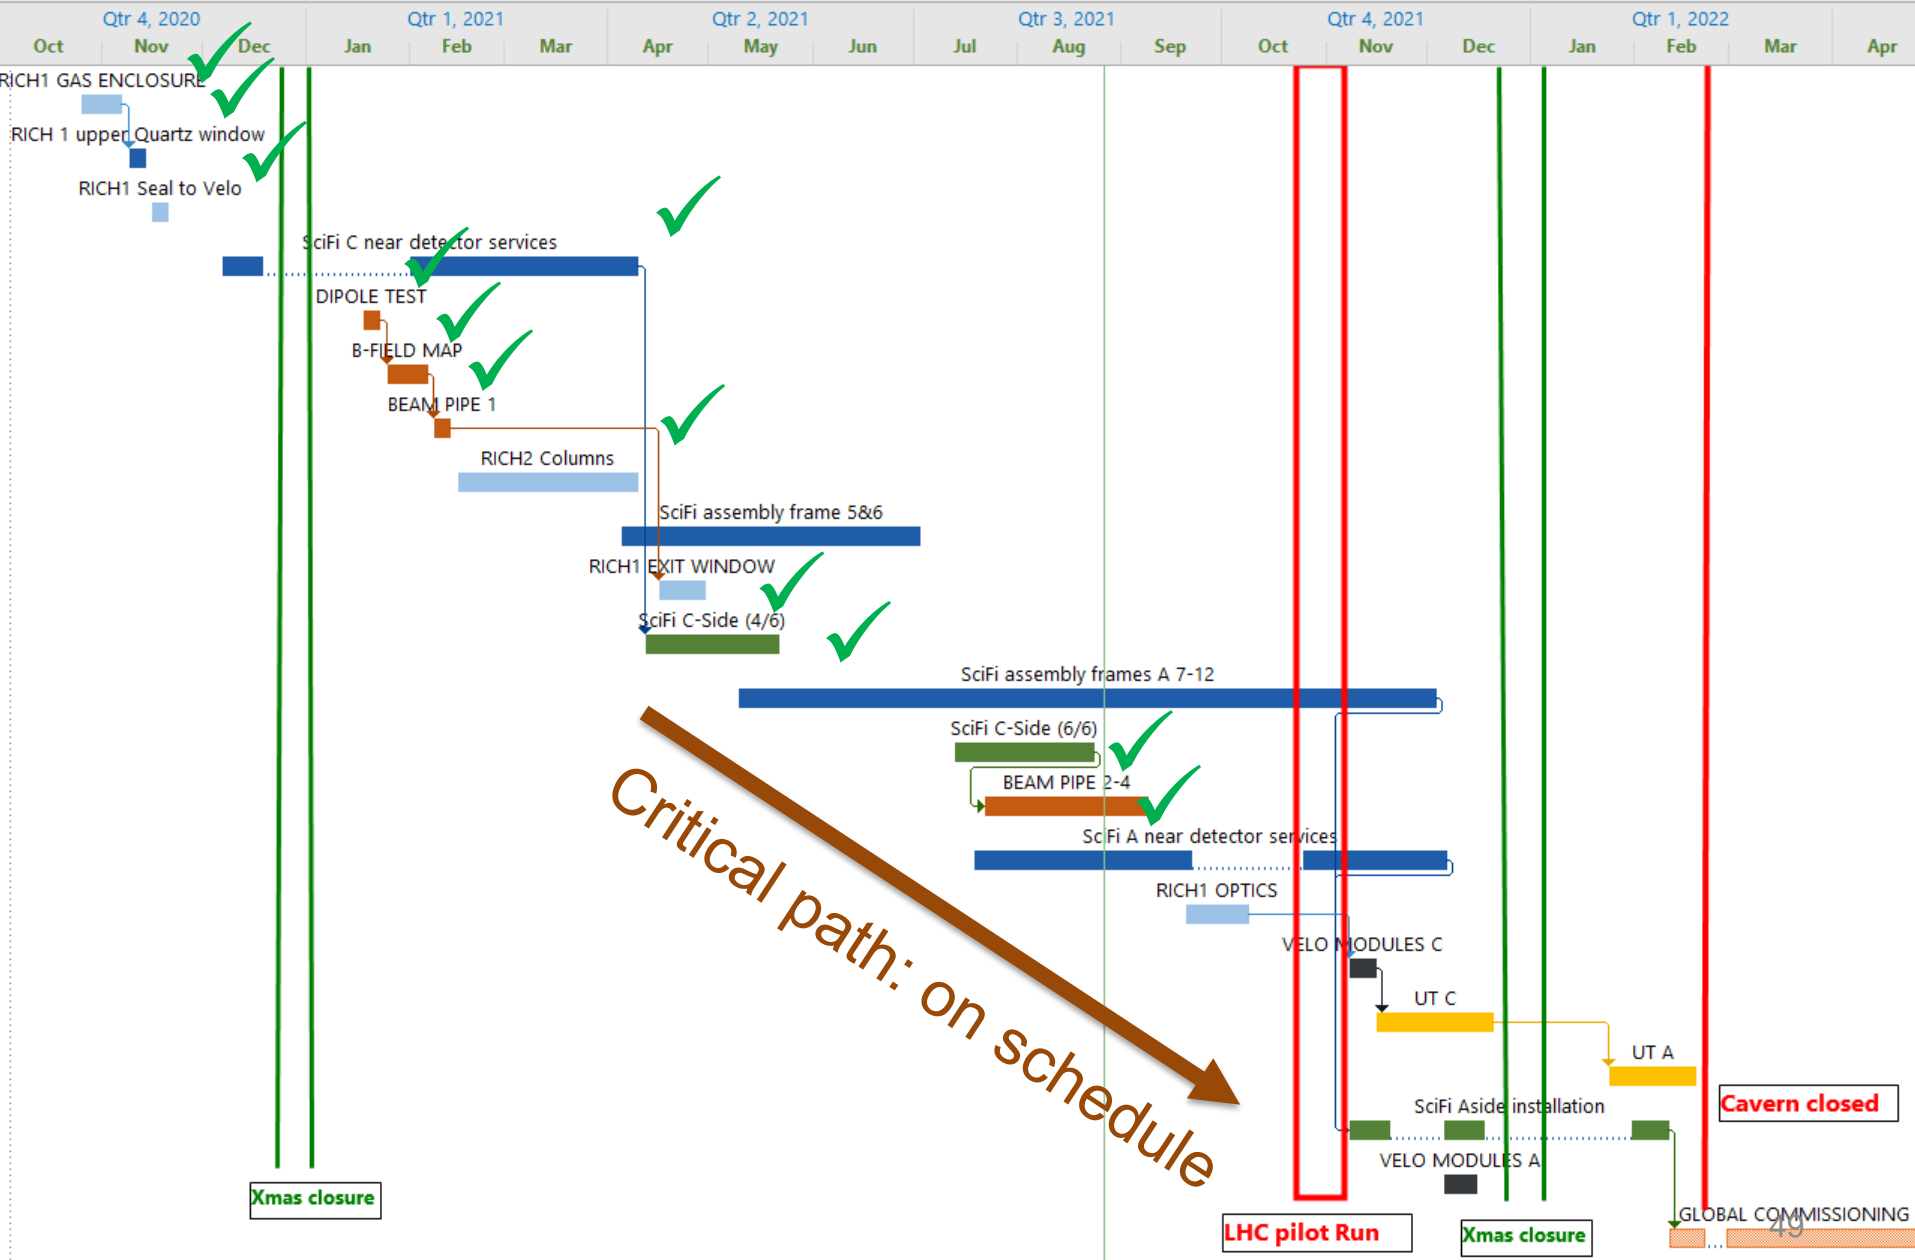 Qtr 4, 2020 Qtr 1, 2021 Qtr 2, 2021 Qtr 3, 2021 Qtr 4, 2021 Qtr 1, 2022
Oct Nov Dec Jan Feb Mar Apr May Jun Jul Aug Sep Oct Nov Dec Jan Feb Mar Apr
RICH1 GAS ENCLOSURE
RICH 1 upper Quartz window
RICH1 Seal to Velo
SciFi C near detector services
DIPOLE TEST
B-FIELD MAP
BEAM PIPE 1
RICH2 Columns
SciFi assembly frame 5&6
RICH1 EXIT WINDOW
SciFi C-Side (4/6)
SciFi assembly frames A 7-12
SciFi C-Side (6/6)
BEAM PIPE 2-4
SciFi A near detector services
RICH1 OPTICS
VELO MODULES C
UT C
UT A
Critical path: on schedule
Cavern closed
SciFi Aside installation
VELO MODULES A
Xmas closure
GLOBAL COMMISSIONING
49
LHC pilot Run
Xmas closure